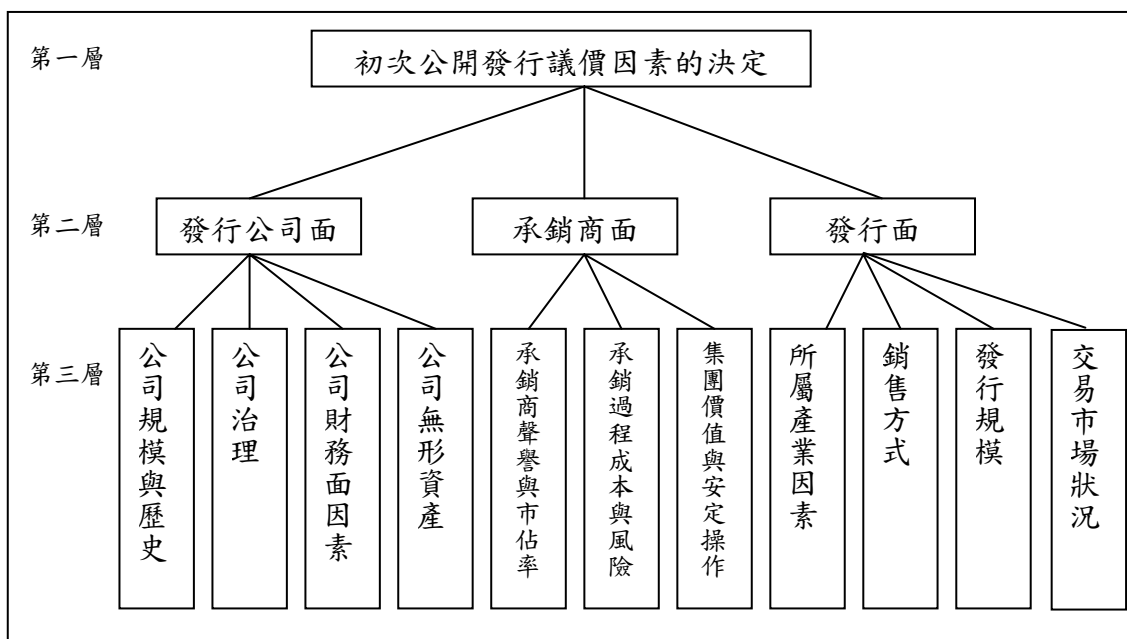 第一層
初次公開發行議價因素的決定
第二層
發行公司面
承銷商面
發行面
第三層
公司規模與歷史
公司治理
公司財務面因素
公司無形資產
承銷商聲譽與市佔率
承銷過程成本與風險
集團價值與安定操作
所屬產業因素
銷售方式
發行規模
交易市場狀況